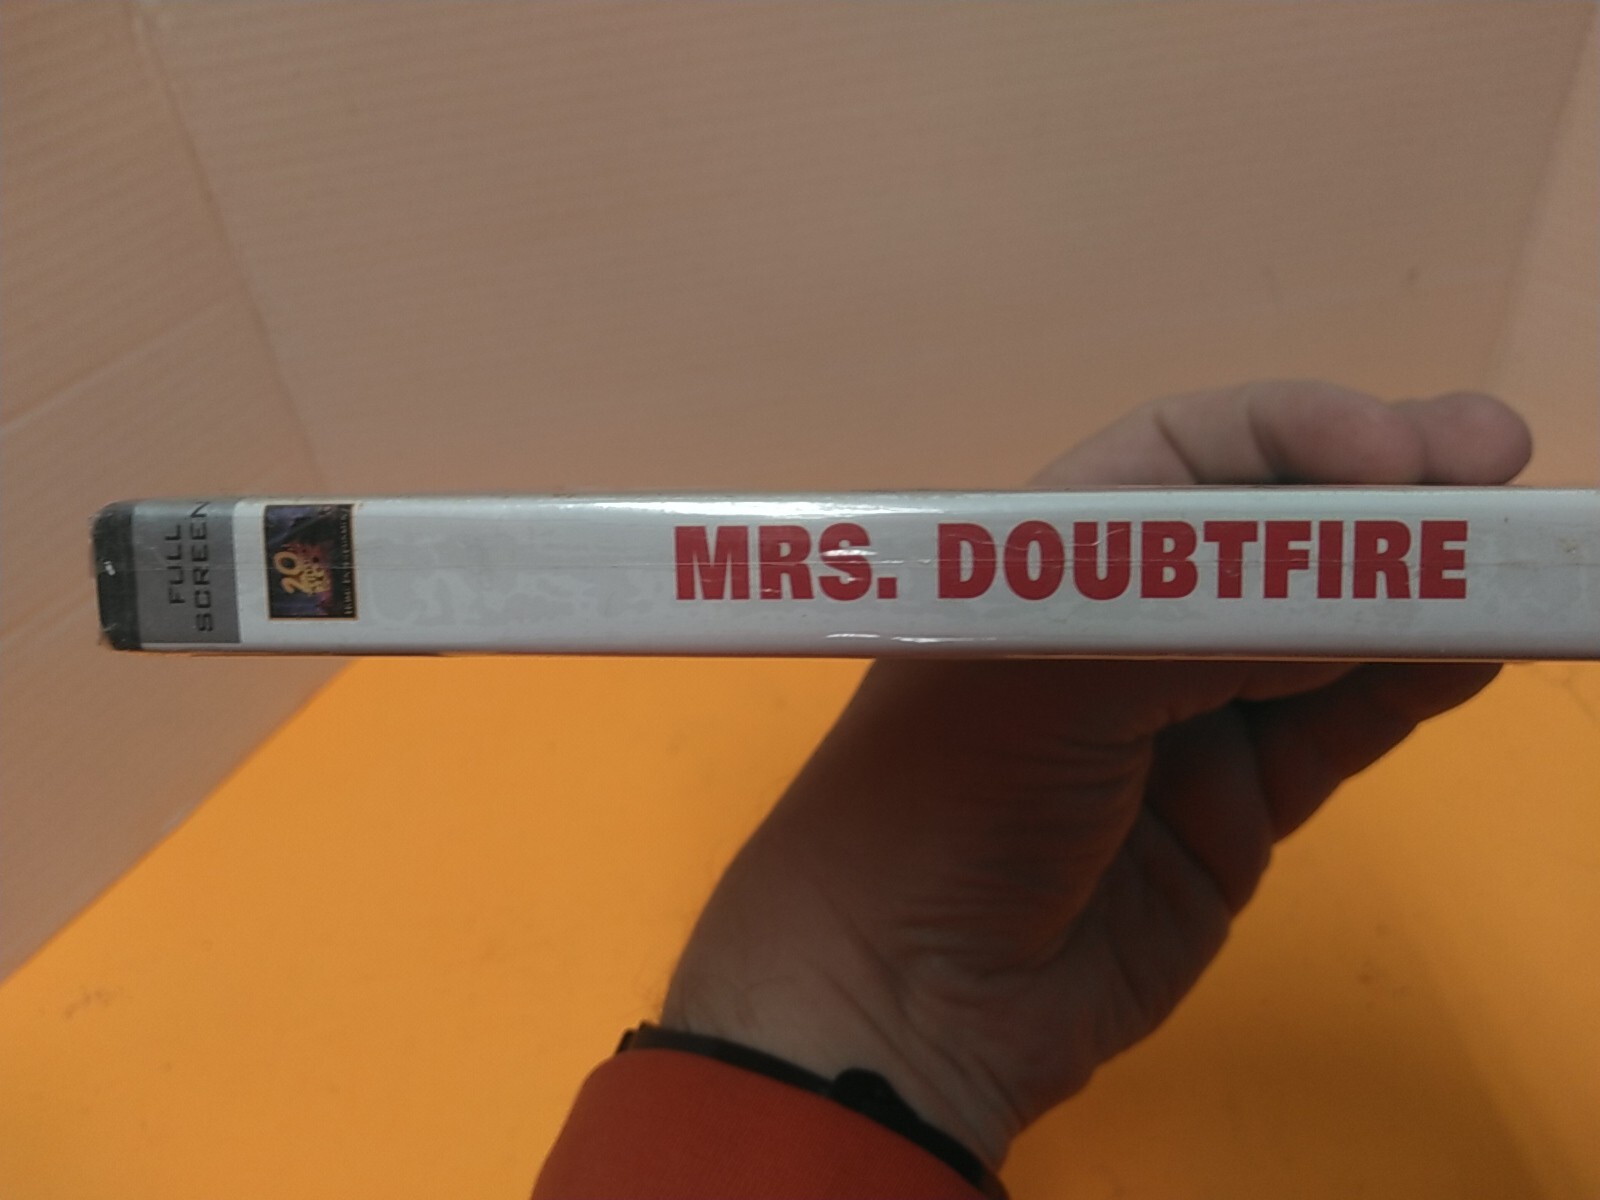 FULL
SCREEN
20
MRS. DOUBTFIRE